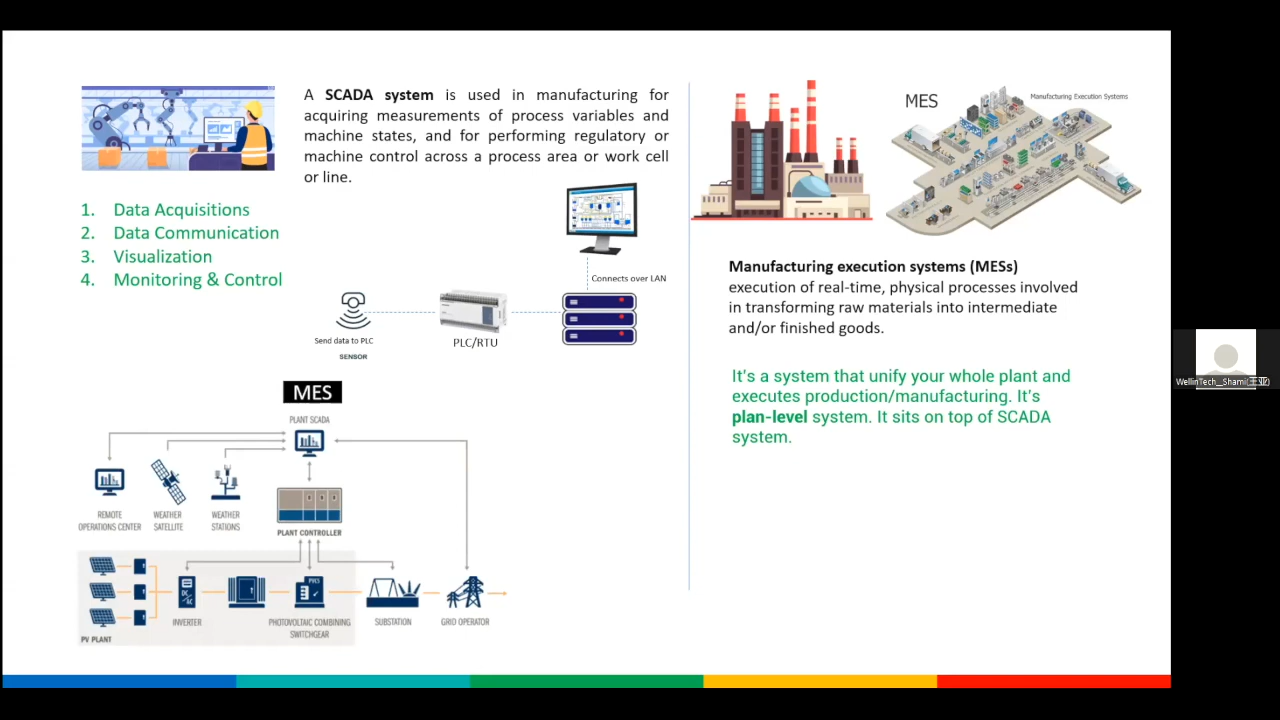 A SCADA system is used in manufacturing for
acquiring measurements of process variables and
machine states, and for performing regulatory or
machine control across a process area or work cell
or line.
1. Data Acquisitions
2. Data Communication
3. Visualization
4. Monitoring & Control
Connects over LAN
Send data to PLC
SENSOR
PLC/RTU
MES
PLANT SCADA
REMOTE
OPERATIONS CENTER
WEATHER
SATELLITE
WEATHER
STATIONS
PLANT CONTROLLER
DC/
AC
PVCS
INVERTER
PHOTOVOLTAIC COMBINING
SWITCHGEAR
SUBSTATION
GRID OPERATOR
PV PLANT
MES
Manufacturing Execution Systems
Manufacturing execution systems (MESs)
execution of real-time, physical processes involved
in transforming raw materials into intermediate
and/or finished goods.
It's a system that unify your whole plant and
executes production/manufacturing. It's
plan-level system. It sits on top of SCADA
system.